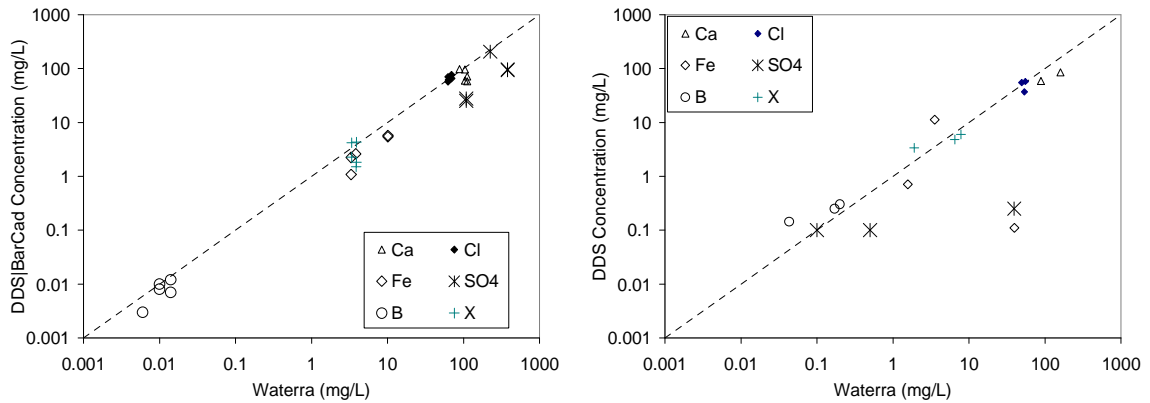 DDS|BarCad Concentration (mg/L)
1000
100
10
1
0.1
0.01
0.001
0.001 0.01 0.1 1 10 100 1000
Waterra (mg/L)
Ca Cl
Fe SO4
B X
DDS Concentration (mg/L)
1000
100
10
1
0.1
0.01
0.001
0.001 0.01 0.1 1 10 100 1000
Waterra (mg/L)
Ca Cl
Fe SO4
B X